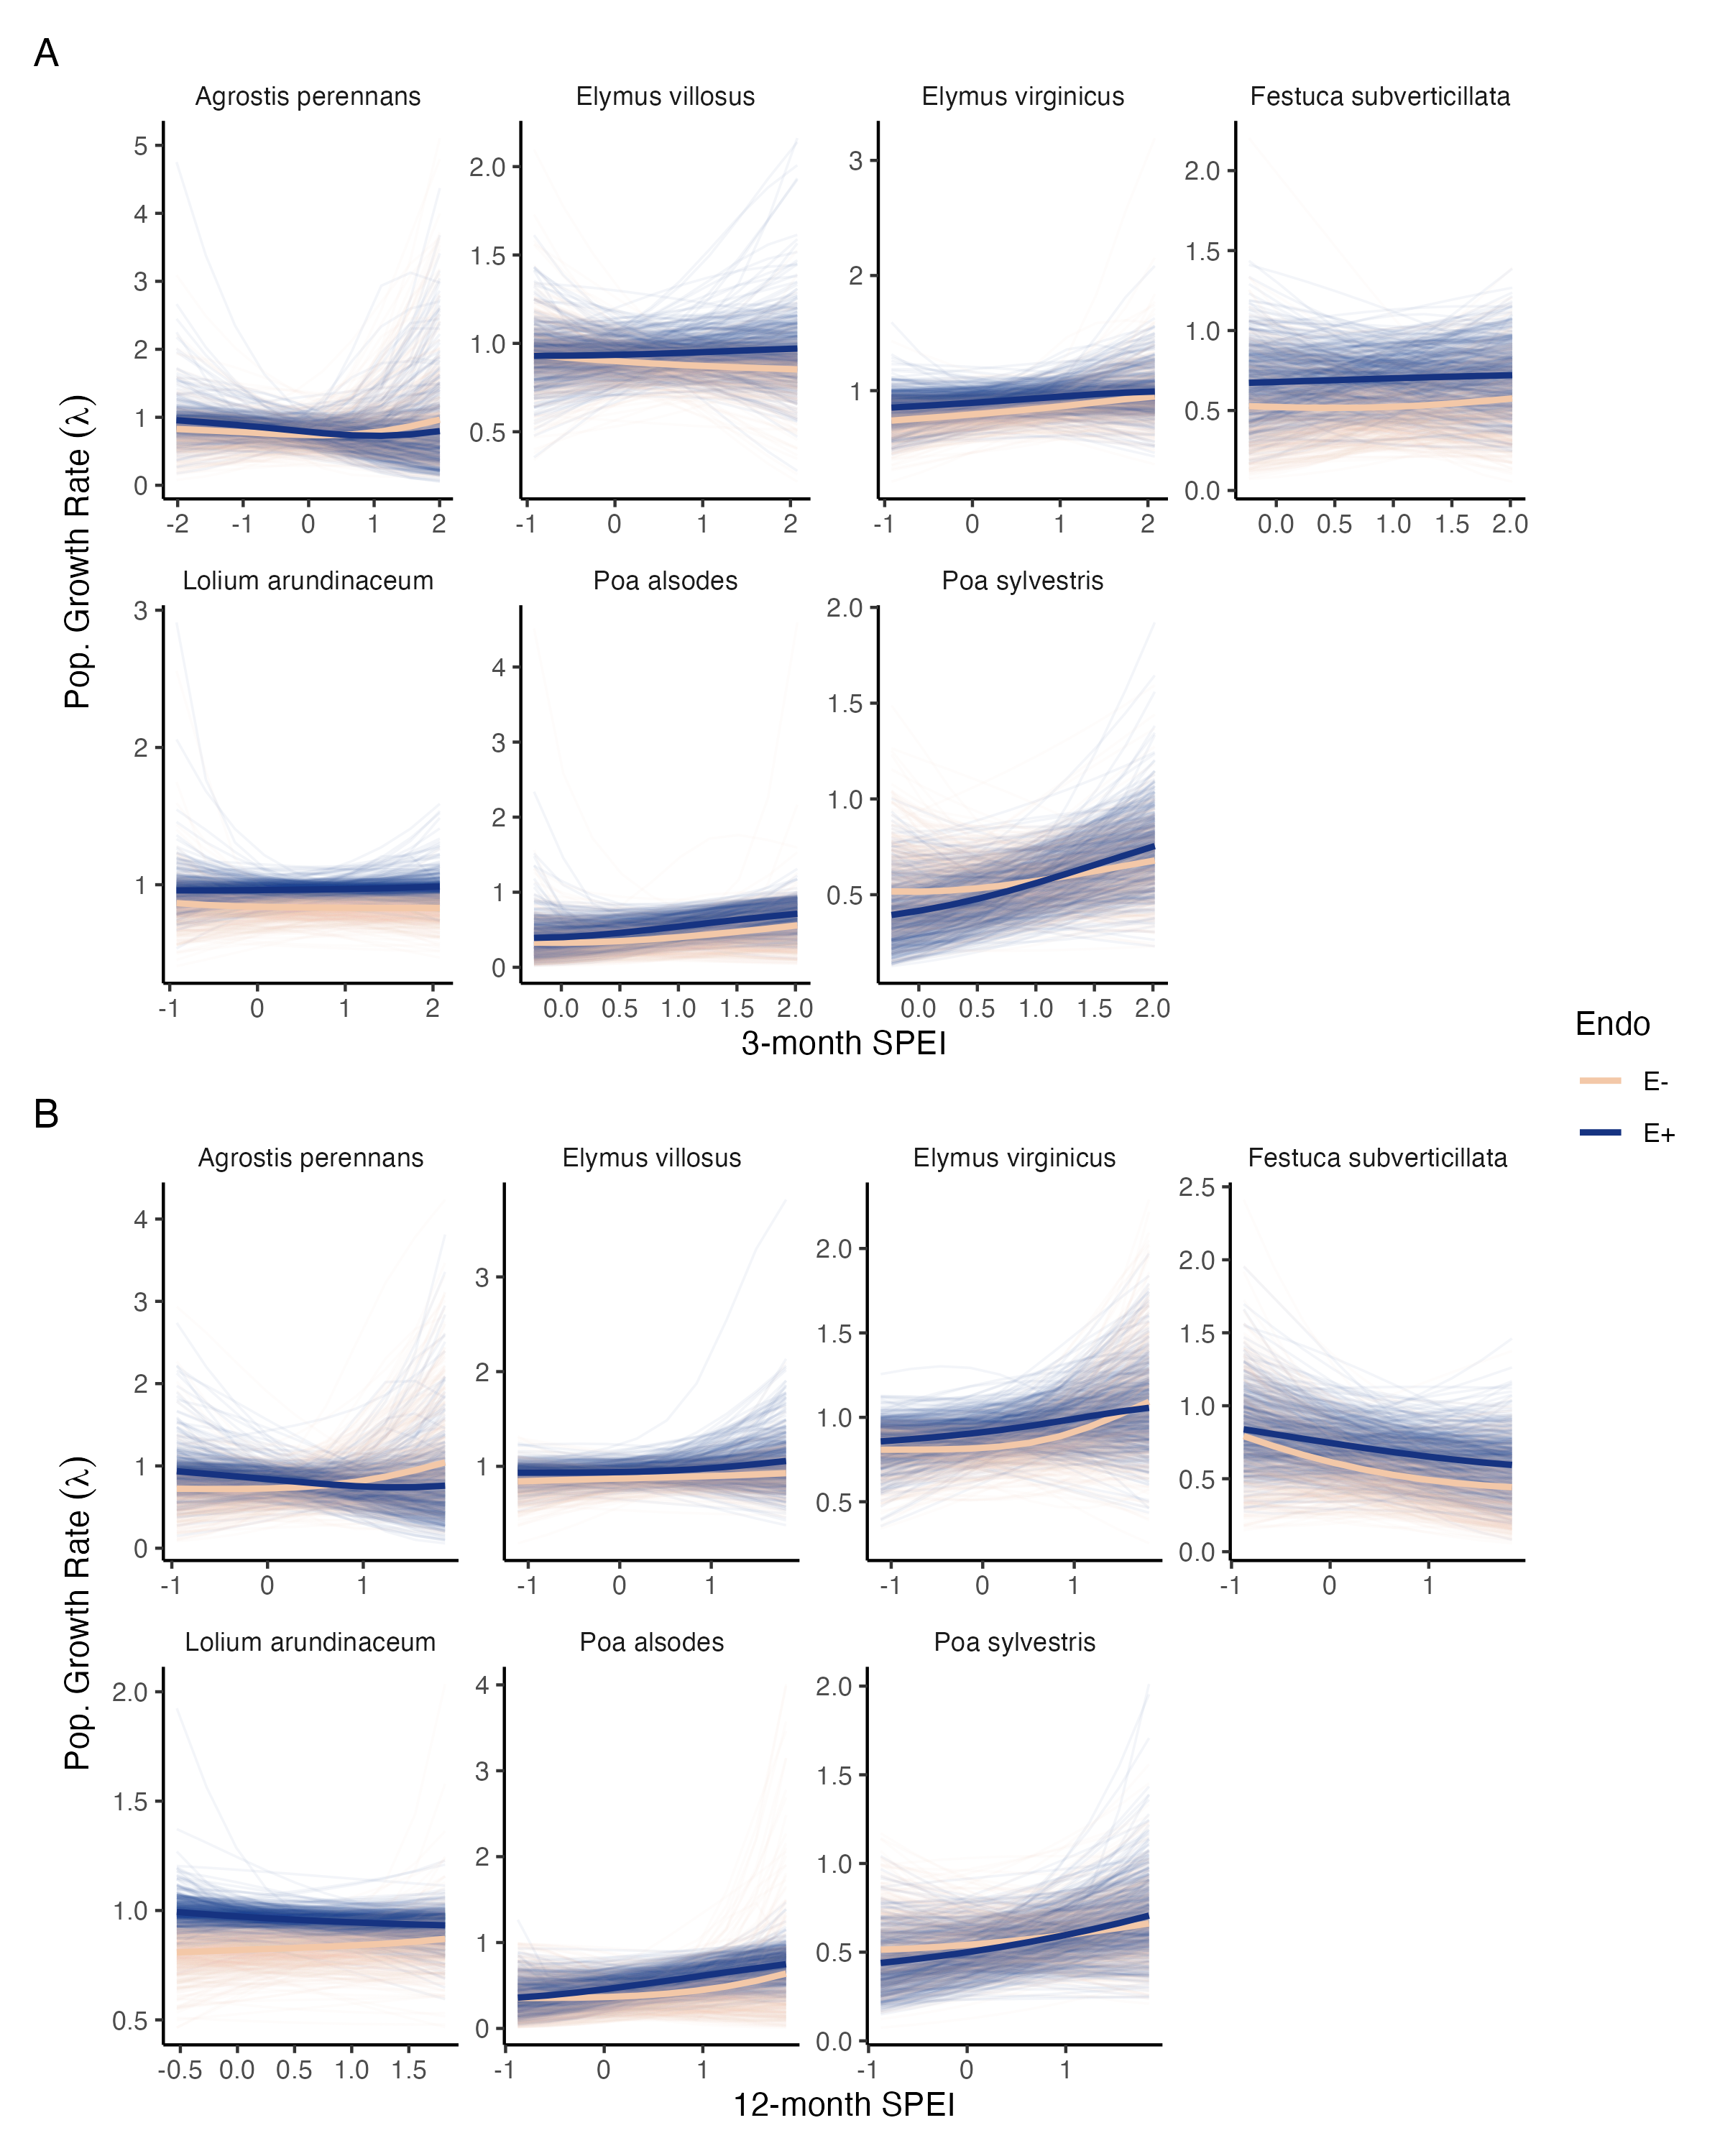 A
Agrostis perennans
Elymus villosus
Elymus virginicus
Festuca subverticillata
5
4
3
2
1
0
-2 -1 0 1 2
2.0
1.5
1.0
0.5
-1 0 1 2
3
2
1
-1 0 1 2
2.0
1.5
1.0
0.5
0.0
0.0 0.5 1.0 1.5 2.0
Pop. Growth Rate (λ)
Lolium arundinaceum
Poa alsodes
Poa sylvestris
3
2
1
-1 0 1 2
4
3
2
1
0
0.0 0.5 1.0 1.5 2.0
2.0
1.5
1.0
0.5
0.0 0.5 1.0 1.5 2.0
3-month SPEI
Endo
E-
E+
B
Agrostis perennans
Elymus villosus
Elymus virginicus
Festuca subverticillata
4
3
2
1
0
-1 0 1
3
2
1
-1 0 1
2.0
1.5
1.0
0.5
-1 0 1
2.5
2.0
1.5
1.0
0.5
0.0
-1 0 1
Pop. Growth Rate (λ)
Lolium arundinaceum
Poa alsodes
Poa sylvestris
2.0
1.5
1.0
0.5
-0.5 0.0 0.5 1.0 1.5
4
3
2
1
0
-1 0 1
2.0
1.5
1.0
0.5
0.0
-1 0 1
12-month SPEI